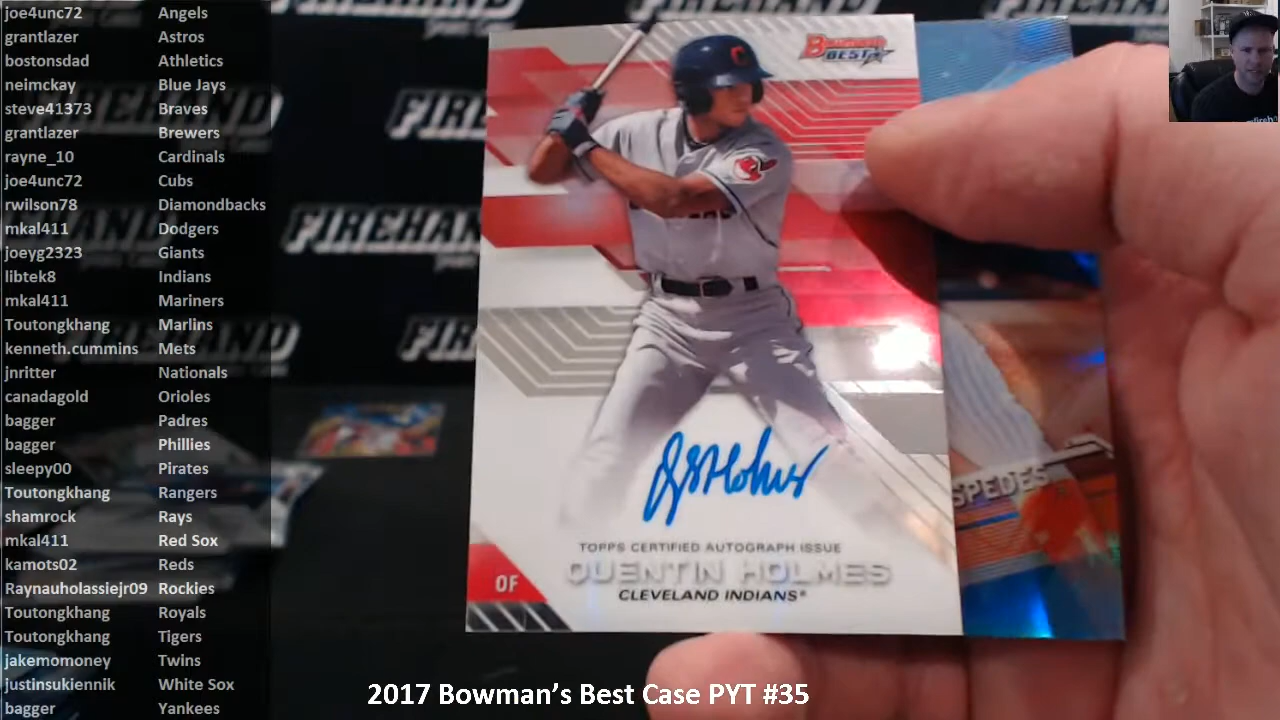 joe4unc72 Angels
grantlazer Astros
bostonsdad Athletics
neimckay Blue Jays
steve41373 Braves
grantlazer Brewers
rayne_10 Cardinals
joe4unc72 Cubs
rwilson78 Diamondbacks
mkal411 Dodgers
joeyg2323 Giants
libtek8 Indians
mkal411 Mariners
Toutongkhang Marlins
kenneth.cummins Mets
jnritter Nationals
canadagold Orioles
bagger Padres
bagger Phillies
sleepy00 Pirates
Toutongkhang Rangers
shamrock Rays
mkal411 Red Sox
kamots02 Reds
Raynauholassiejr09 Rockies
Toutongkhang Royals
Toutongkhang Tigers
jakemomoney Twins
justinsukiennik White Sox
bagger Yankees
FIREHAND
FIREHAND
BOWMAN'S
BEST
TOPPS CERTIFIED AUTOGRAPH ISSUE
QUENTIN HOLMES
CLEVELAND INDIANS®
OF
SPEDES
2017 Bowman's Best Case PYT #35